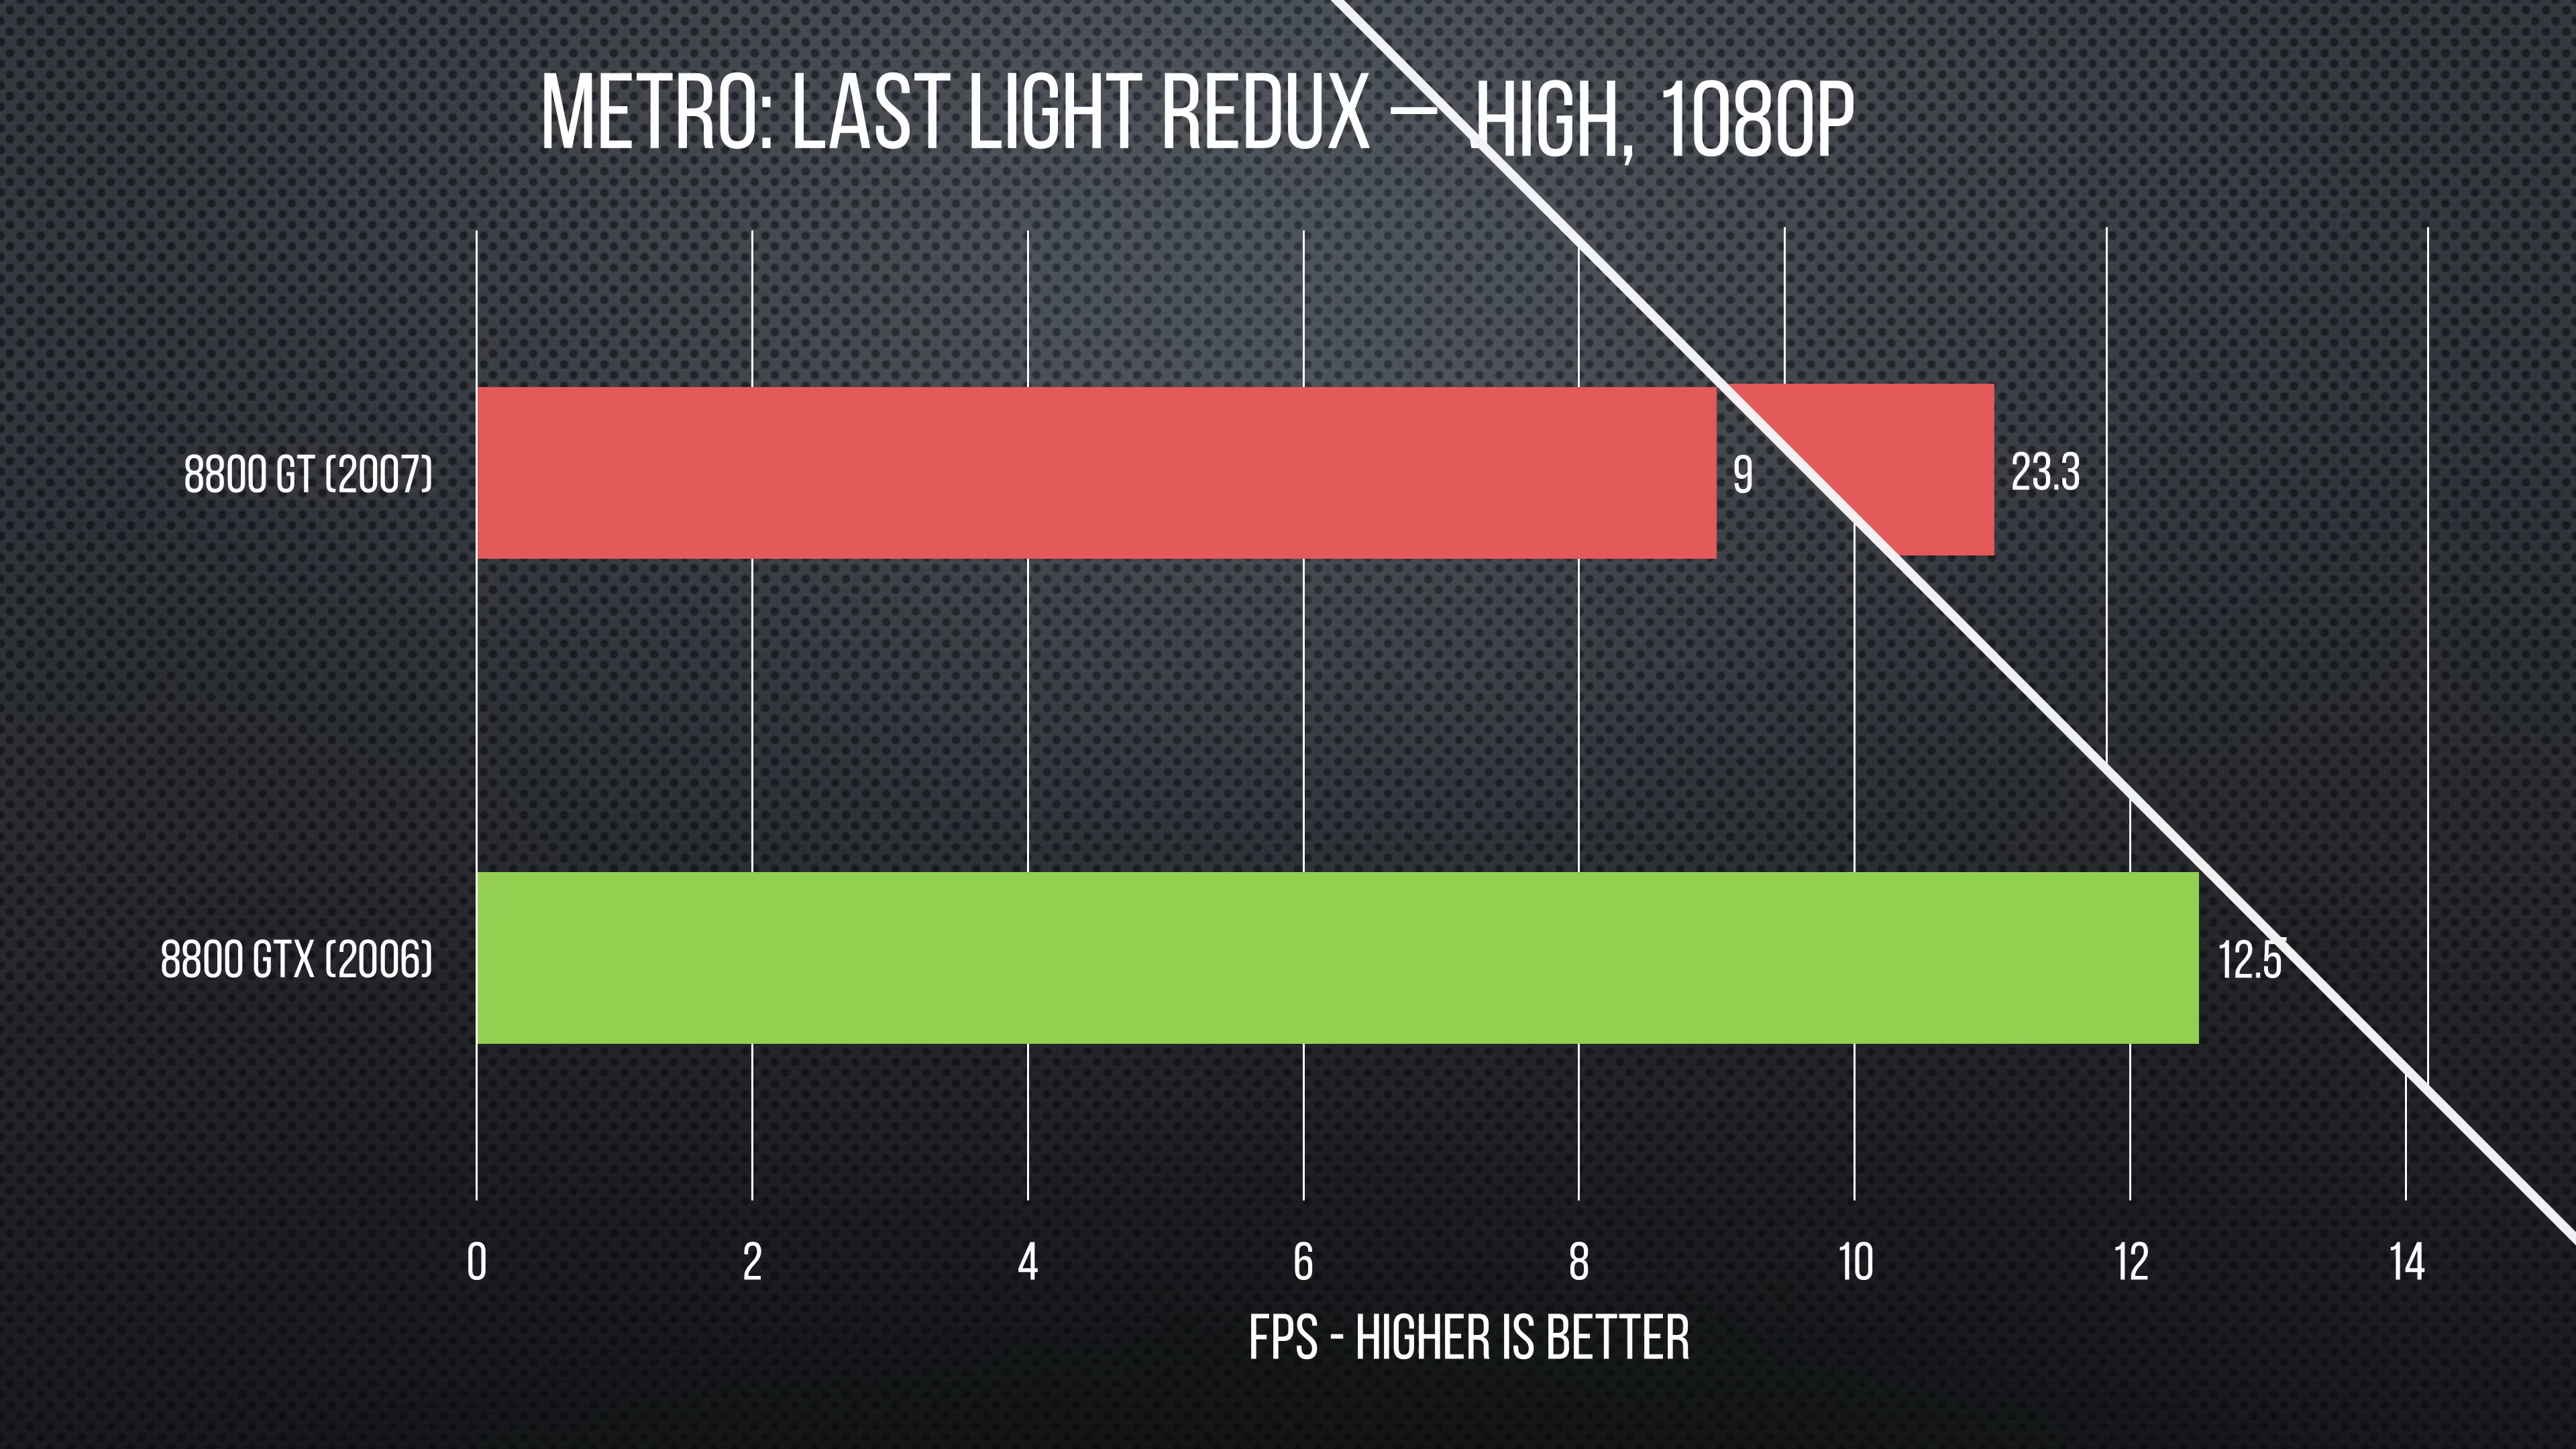 METRO: LAST LIGHT REDUX – HIGH, 1080P
8800 GT (2007)
9
23.3
8800 GTX (2006)
12.5
0 2 4 6 8 10 12 14
FPS - HIGHER IS BETTER